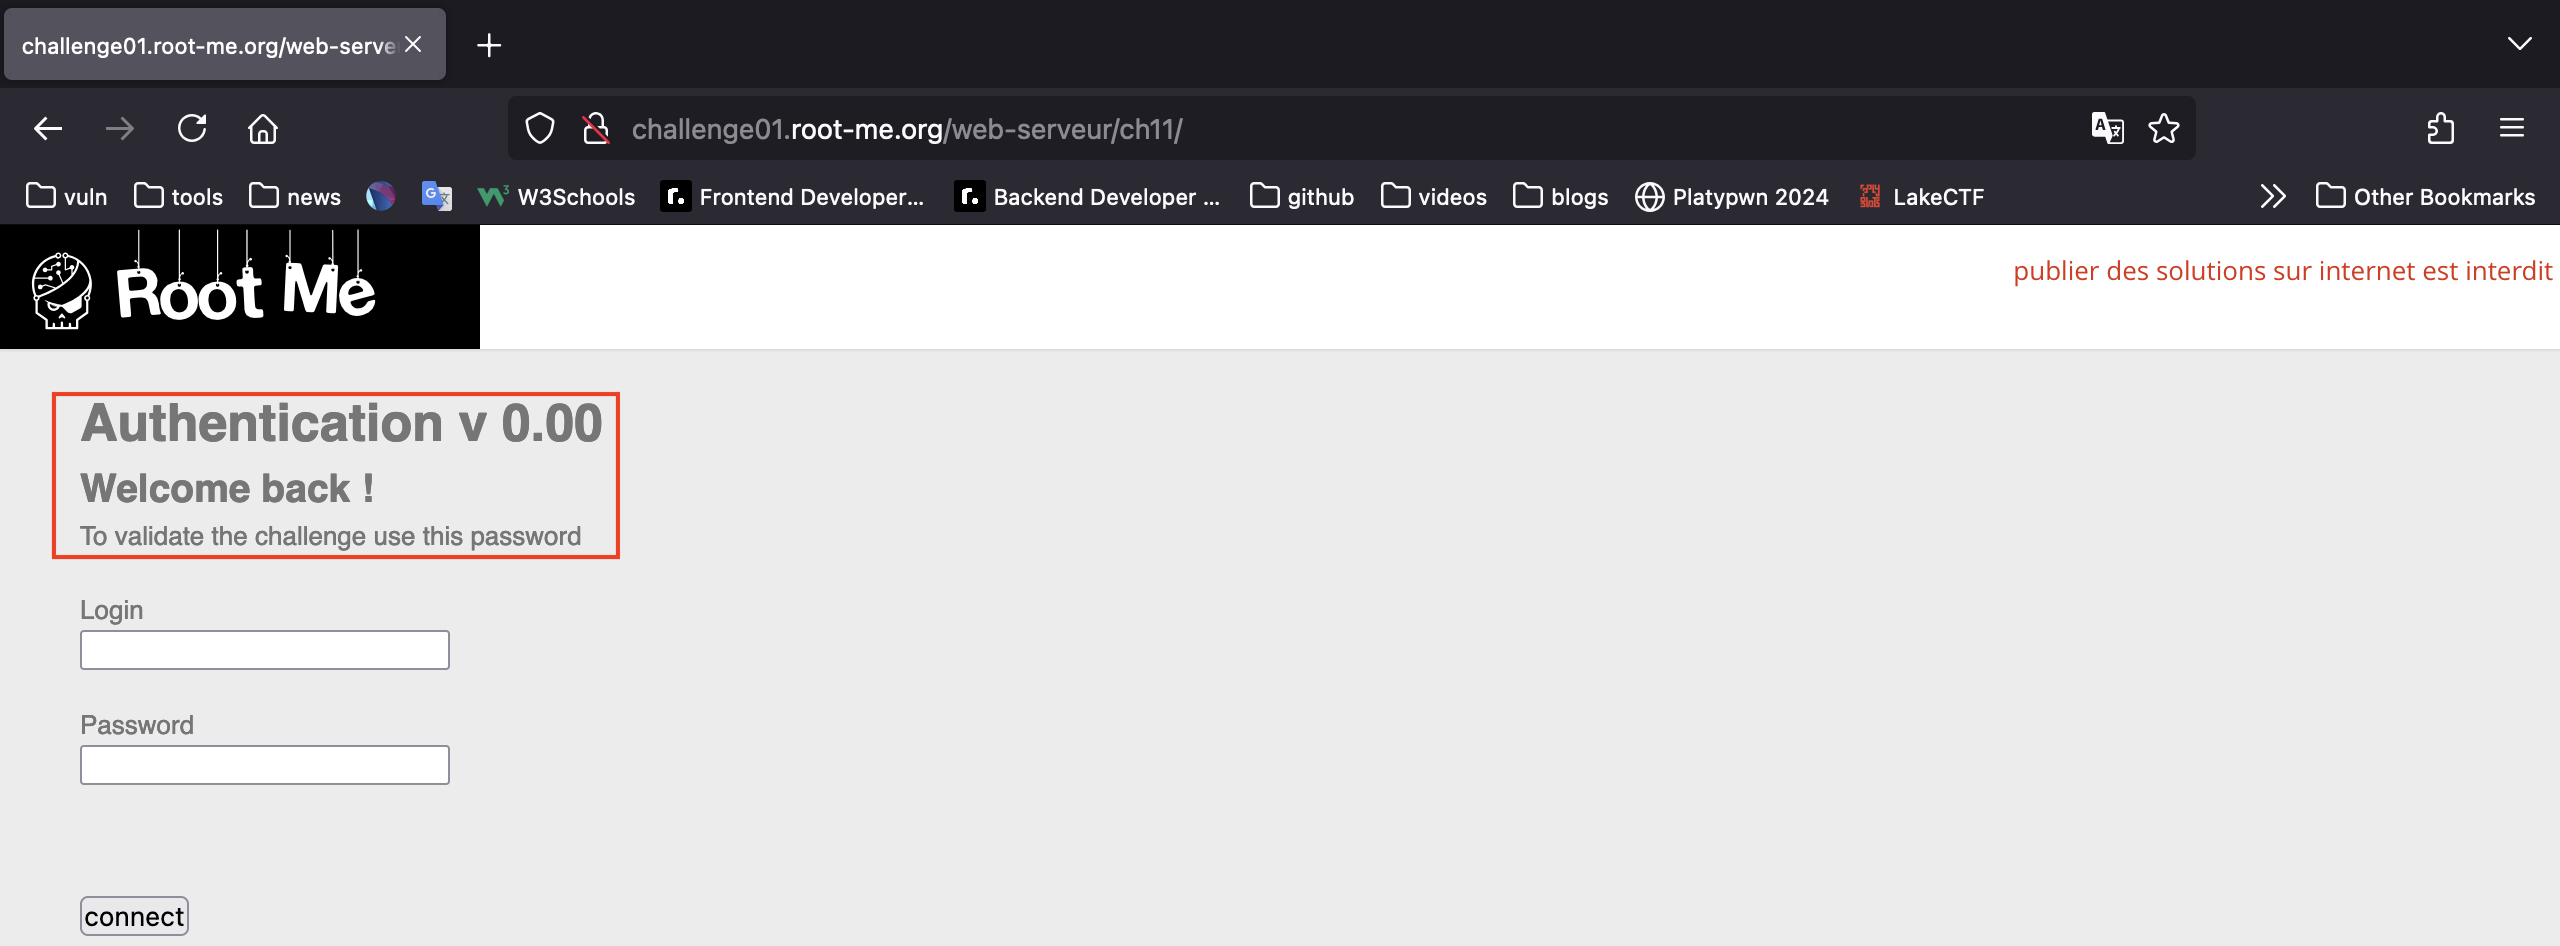 challenge01.root-me.org/web-serve
challenge01.root-me.org/web-serveur/ch11/
vuln tools news W3Schools Frontend Developer... Backend Developer ... github videos blogs Platypwn 2024 LakeCTF Other Bookmarks
Root Me
publier des solutions sur internet est interdit
Authentication v 0.00
Welcome back !
To validate the challenge use this password
Login
Password
connect